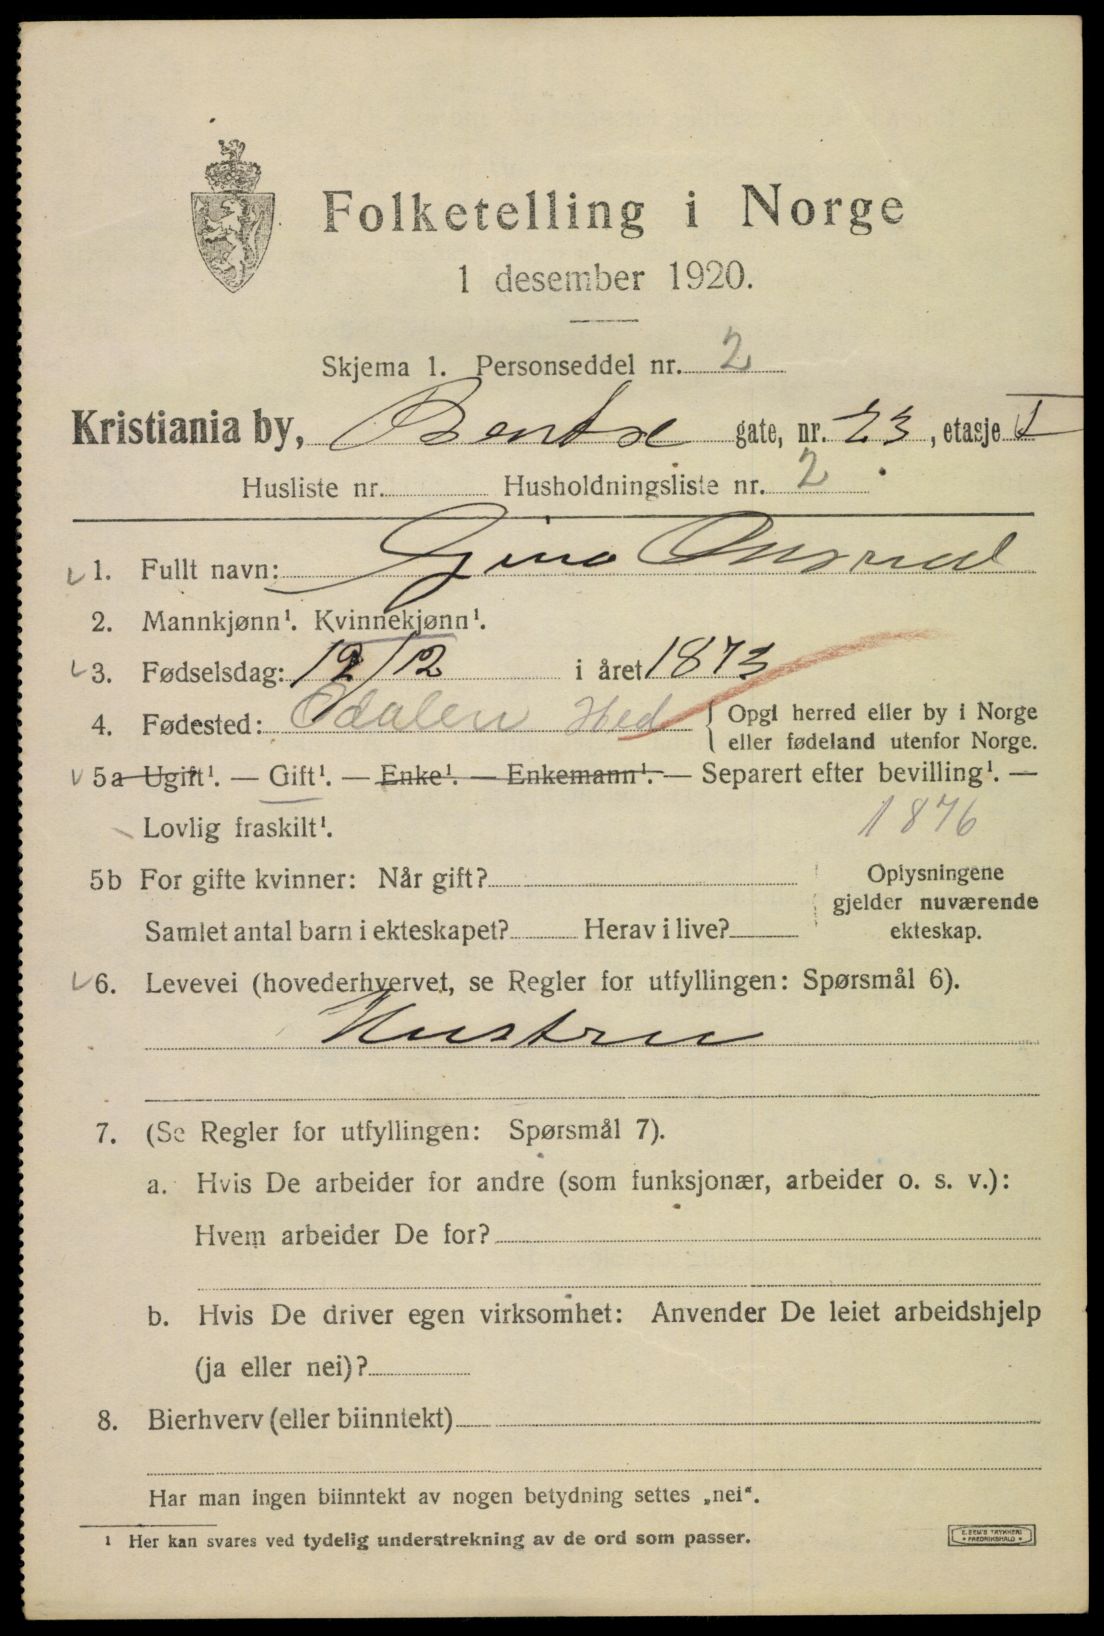 Folketelling i Norge
1 desember 1920.
Skjema 1. Personseddel nr. 2
Kristiania by, Bentse gate, nr. 23, etasje I
Husliste nr. Husholdningsliste nr. 2
1. Fullt navn: Gina
2. Mannkjønn¹. Kvinnekjønn¹.
3. Fødselsdag: 12/12 i året 1873
4. Fødested: Odalen Hed { Opgi herred eller by i Norge
eller fødeland utenfor Norge.
5a Ugift¹. — Gift¹. — Enke¹. — Enkemann¹. — Separert efter bevilling¹. —
Lovlig fraskilt¹. 1876
5b For gifte kvinner: Når gift? Oplysningene
gjelder nuværende
Samlet antal barn i ekteskapet? Herav i live? ekteskap.
6. Levevei (hovederhvervet, se Regler for utfyllingen: Spørsmål 6).
Hustru
7. (Se Regler for utfyllingen: Spørsmål 7).
a. Hvis De arbeider for andre (som funksjonær, arbeider o. s. v.):
Hvem arbeider De for?
b. Hvis De driver egen virksomhet: Anvender De leiet arbeidshjelp
(ja eller nei)?
8. Bierhverv (eller biinntekt)
Har man ingen biinntekt av nogen betydning settes „nei“.
¹ Her kan svares ved tydelig understrekning av de ord som passer.
E. SEM'S TRYKKERI
FREDRIKSHALD